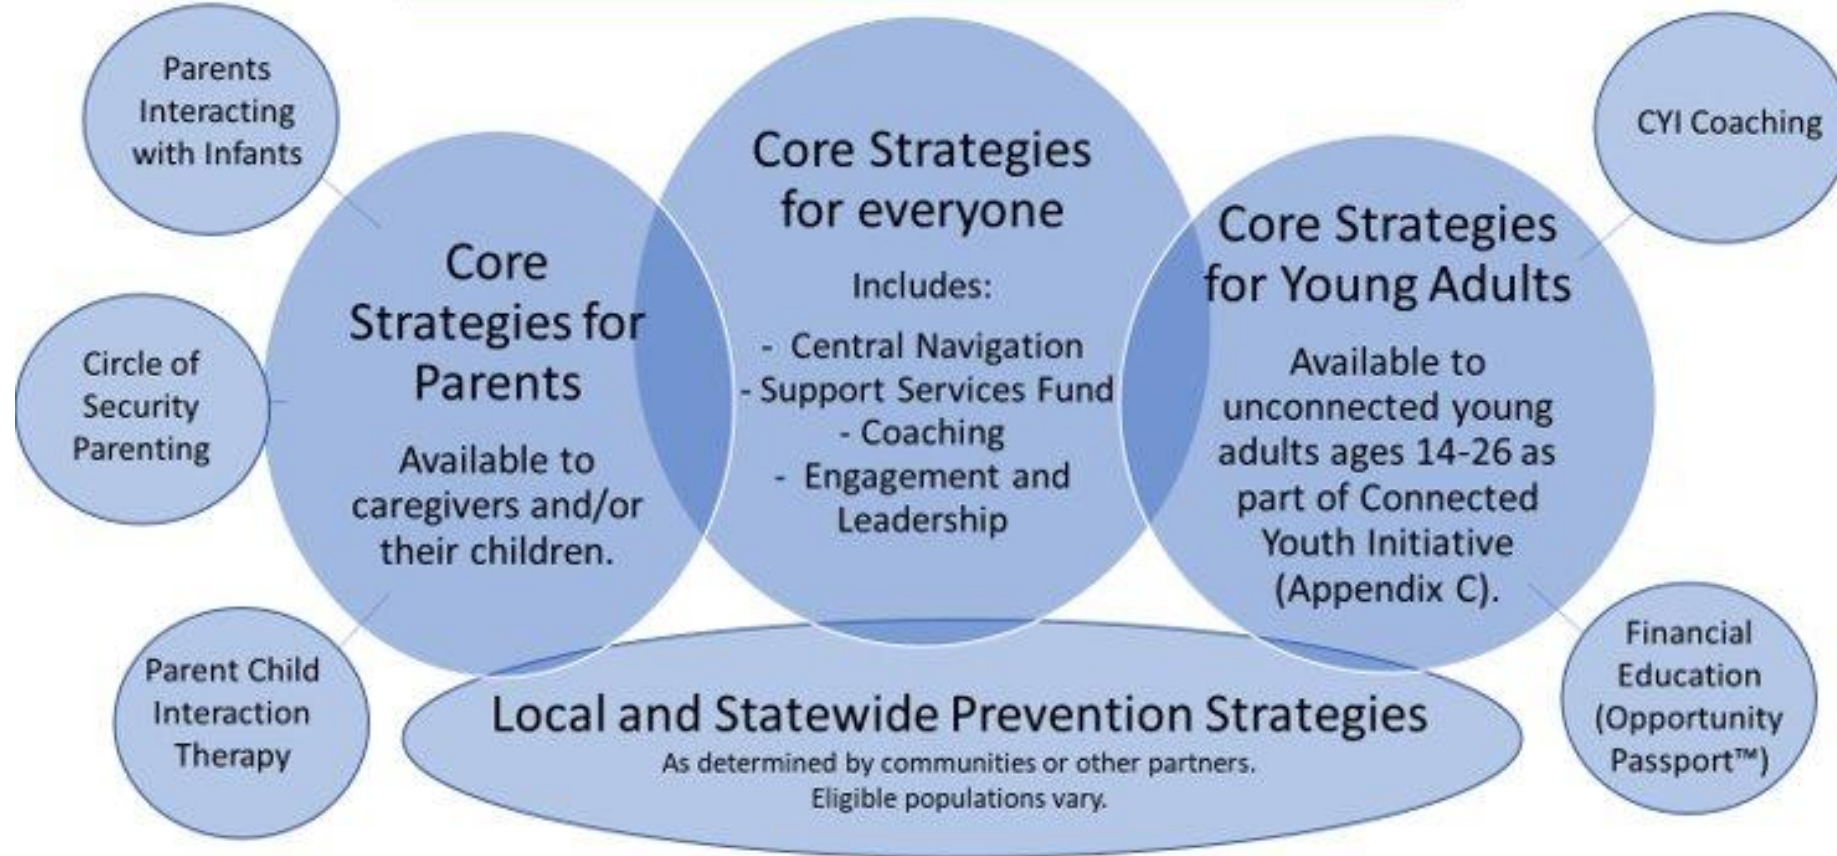 Parents
Interacting
with Infants
Circle of
Security
Parenting
Parent Child
Interaction
Therapy
Core
Strategies for
Parents
Available to
caregivers and/or
their children.
Core Strategies
for everyone
Includes:
- Central Navigation
- Support Services Fund
- Coaching
- Engagement and
Leadership
Core Strategies
for Young Adults
Available to
unconnected young
adults ages 14-26 as
part of Connected
Youth Initiative
(Appendix C).
CYI Coaching
Financial
Education
(Opportunity
Passport™)
Local and Statewide Prevention Strategies
As determined by communities or other partners.
Eligible populations vary.